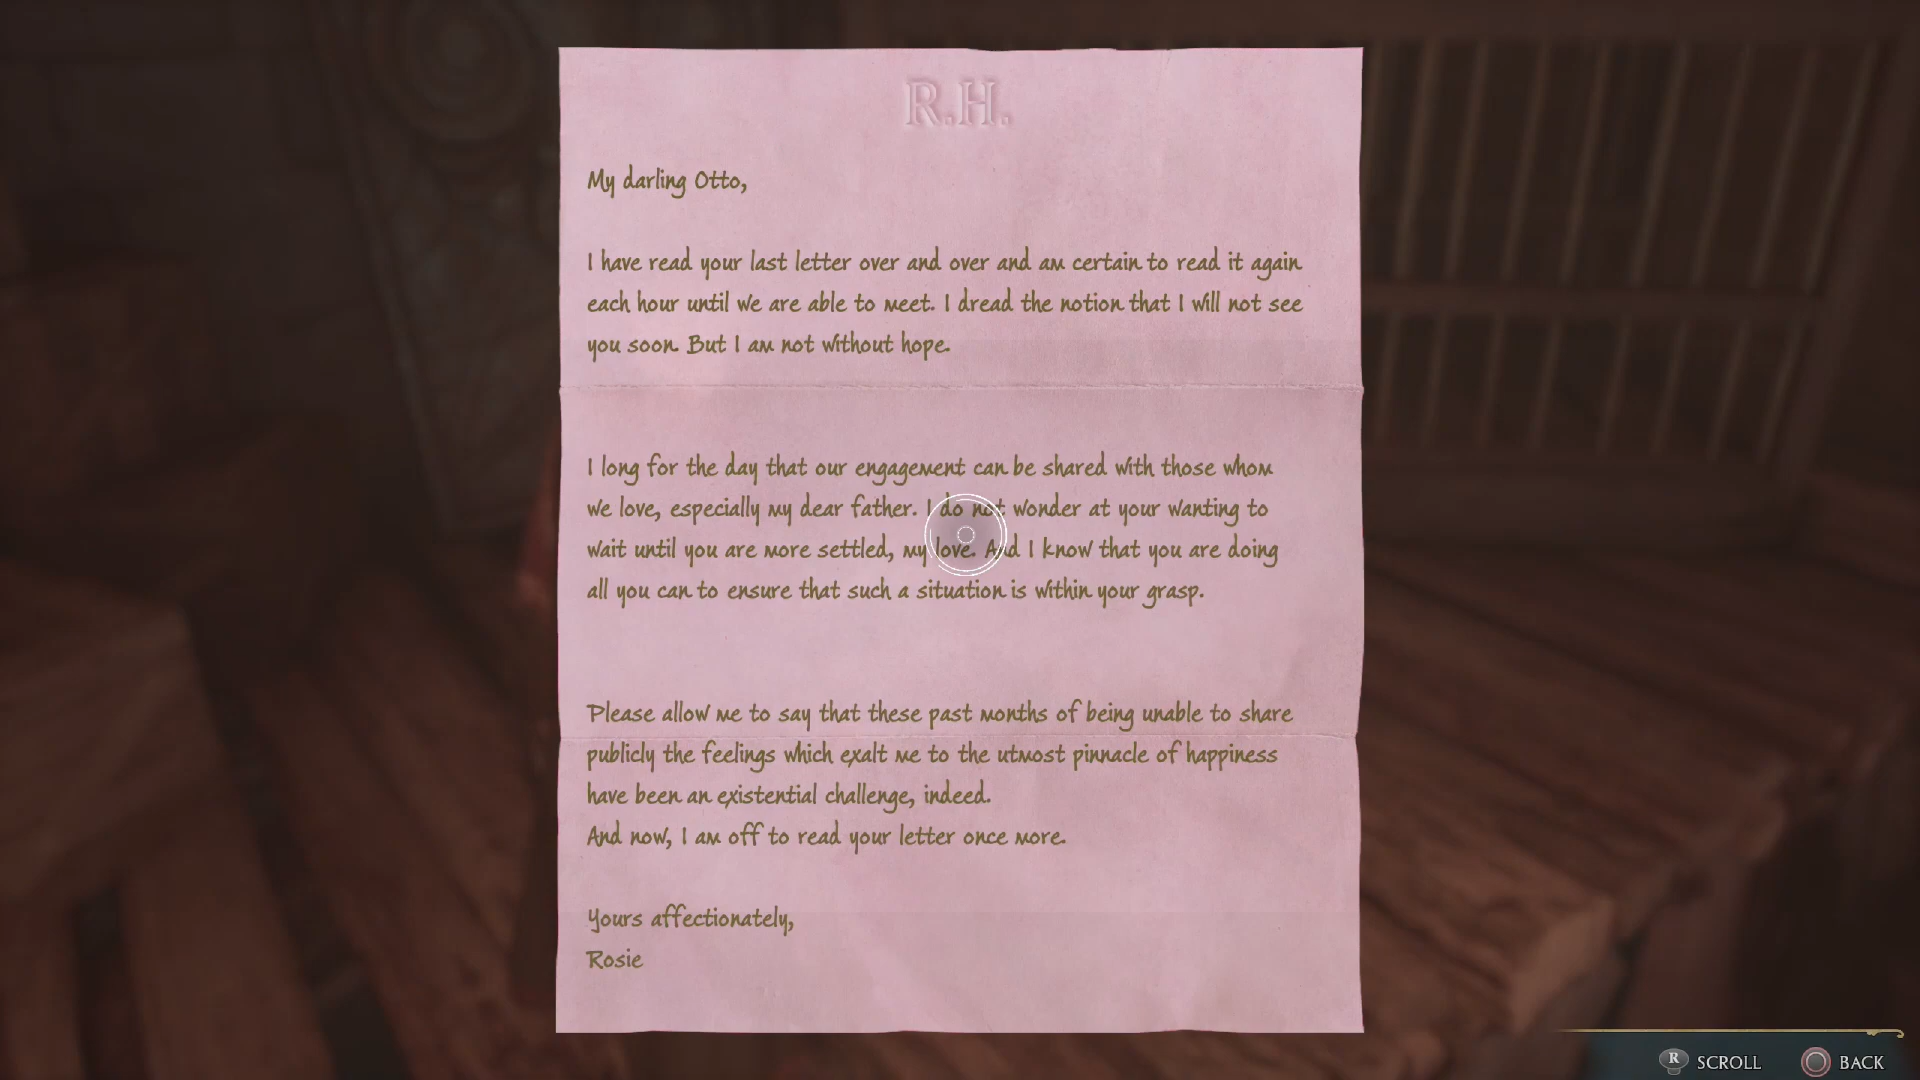 R.H.
My darling Otto,
I have read your last letter over and over and am certain to read it again
each hour until we are able to meet. I dread the notion that I will not see
you soon. But I am not without hope.
I long for the day that our engagement can be shared with those whom
we love, especially my dear father. I do not wonder at your wanting to
wait until you are more settled, my love. And I know that you are doing
all you can to ensure that such a situation is within your grasp.
Please allow me to say that these past months of being unable to share
publicly the feelings which exalt me to the utmost pinnacle of happiness
have been an existential challenge, indeed.
And now, I am off to read your letter once more.
Yours affectionately,
Rosie
R SCROLL BACK